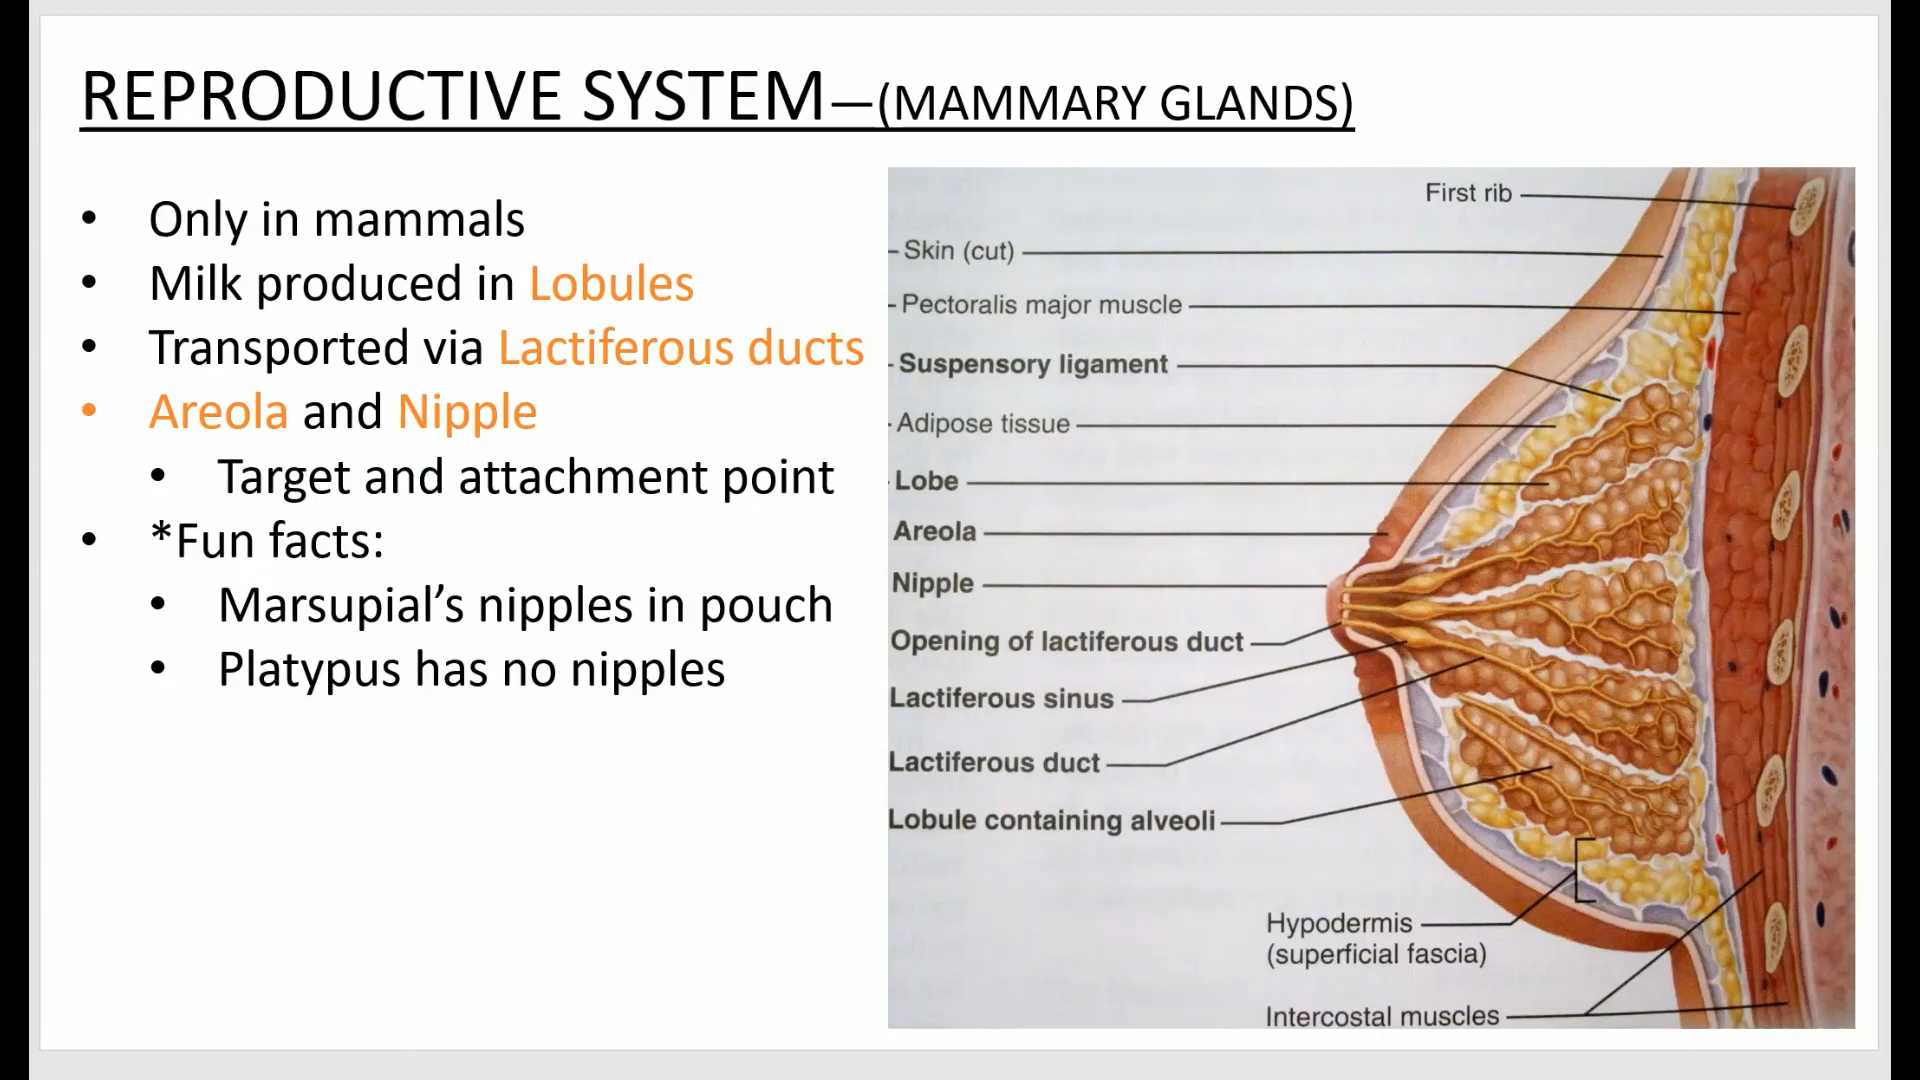 REPRODUCTIVE SYSTEM—(MAMMARY GLANDS)
• Only in mammals
• Milk produced in Lobules
• Transported via Lactiferous ducts
• Areola and Nipple
• Target and attachment point
• *Fun facts:
• Marsupial’s nipples in pouch
• Platypus has no nipples
First rib
Skin (cut)
Pectoralis major muscle
Suspensory ligament
Adipose tissue
Lobe
Areola
Nipple
Opening of lactiferous duct
Lactiferous sinus
Lactiferous duct
Lobule containing alveoli
Hypodermis
(superficial fascia)
Intercostal muscles